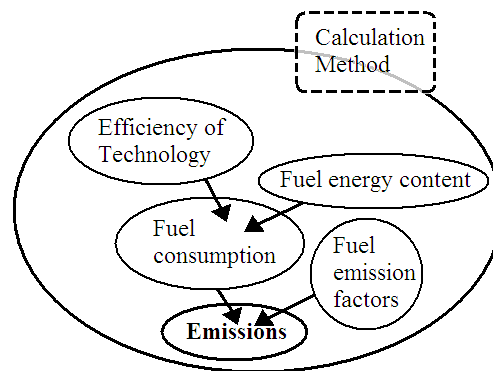 Calculation
Method
Efficiency of
Technology
Fuel energy content
Fuel
consumption
Fuel
emission
factors
Emissions